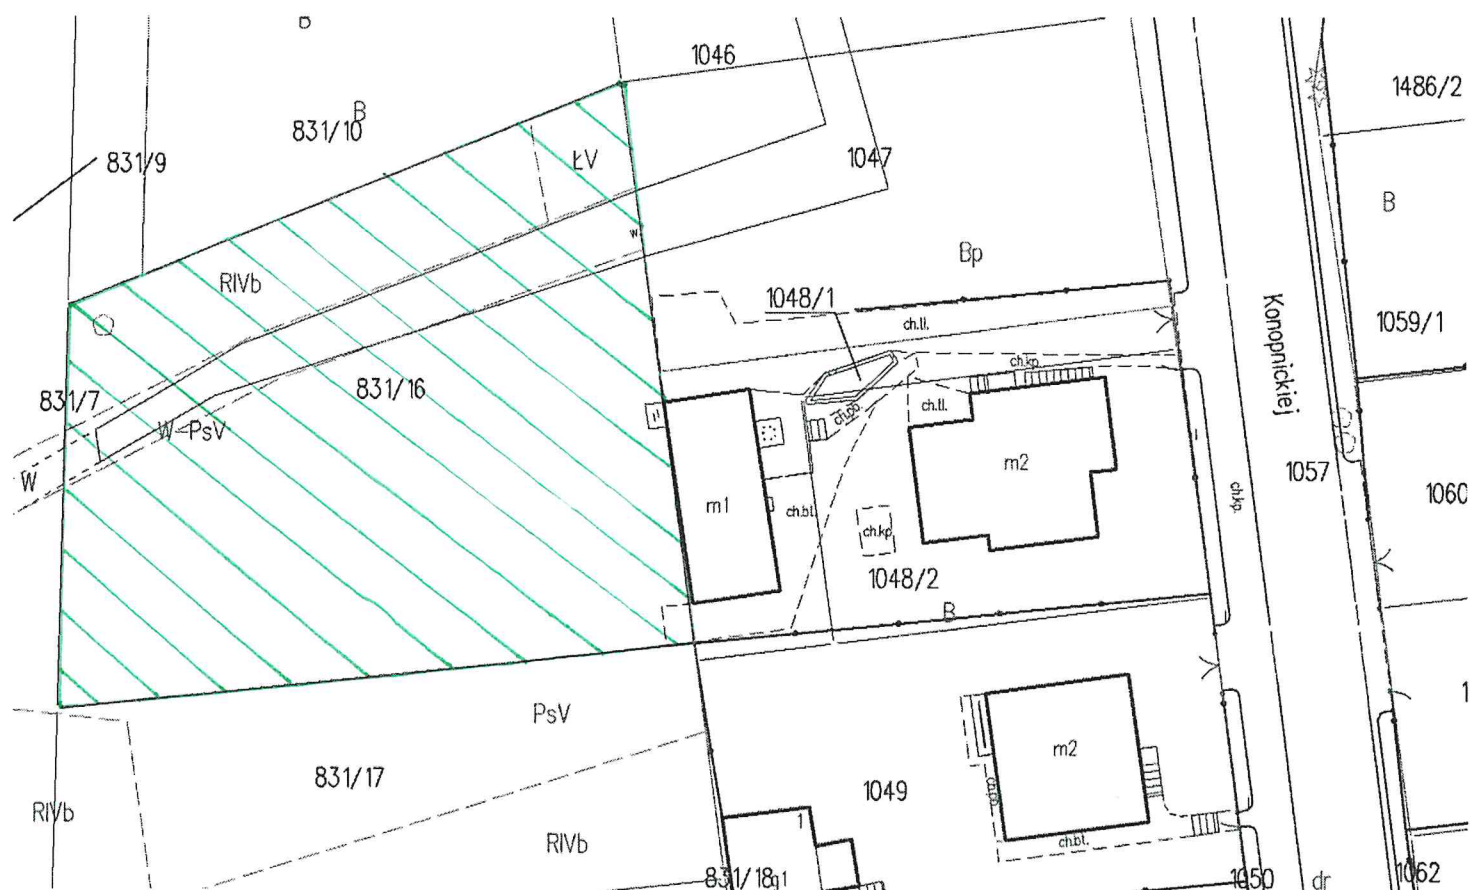 B
1046
1486/2
B
831/10
831/9
ŁV
1047
B
w
Bp
RIVb
1048/1
Konopnickiej
1059/1
ch.tl.
ch.kp.
831/16
831/7
ch.tl.
W-PsV
m2
1057
W
ch.kp.
1060
m1
ch.bt.
ch.kp.
1048/2
B
PsV
m2
831/17
1049
RIVb
1
ch.bt.
RIVb
831/18
g1
1050
dr
1062